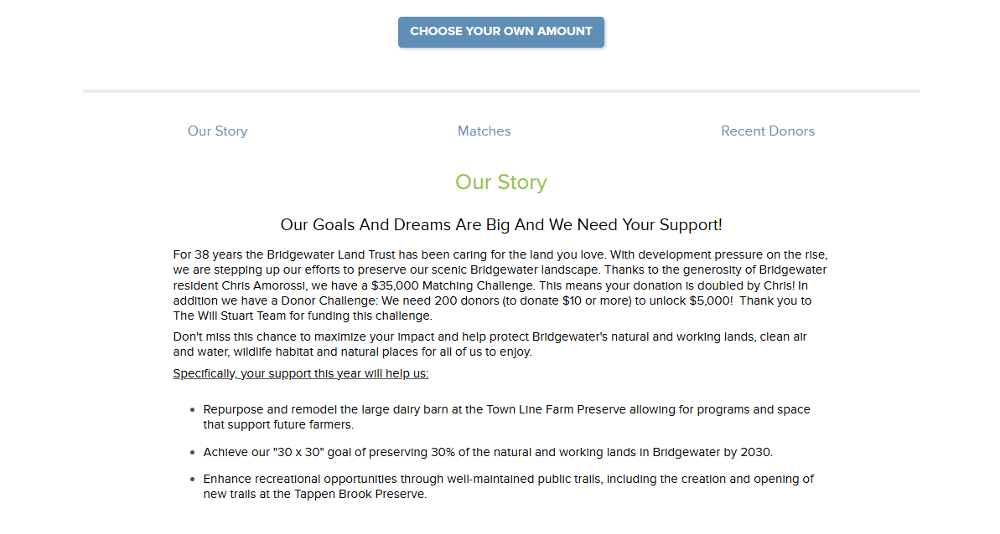 CHOOSE YOUR OWN AMOUNT
Our Story
Matches
Recent Donors
Our Story
Our Goals And Dreams Are Big And We Need Your Support!
For 38 years the Bridgewater Land Trust has been caring for the land you love. With development pressure on the rise,
we are stepping up our efforts to preserve our scenic Bridgewater landscape. Thanks to the generosity of Bridgewater
resident Chris Amorossi, we have a $35,000 Matching Challenge. This means your donation is doubled by Chris! In
addition we have a Donor Challenge: We need 200 donors (to donate $10 or more) to unlock $5,000!  Thank you to
The Will Stuart Team for funding this challenge.
Don't miss this chance to maximize your impact and help protect Bridgewater's natural and working lands, clean air
and water, wildlife habitat and natural places for all of us to enjoy.
Specifically, your support this year will help us:
• Repurpose and remodel the large dairy barn at the Town Line Farm Preserve allowing for programs and space
that support future farmers.
• Achieve our "30 x 30" goal of preserving 30% of the natural and working lands in Bridgewater by 2030.
• Enhance recreational opportunities through well-maintained public trails, including the creation and opening of
new trails at the Tappen Brook Preserve.